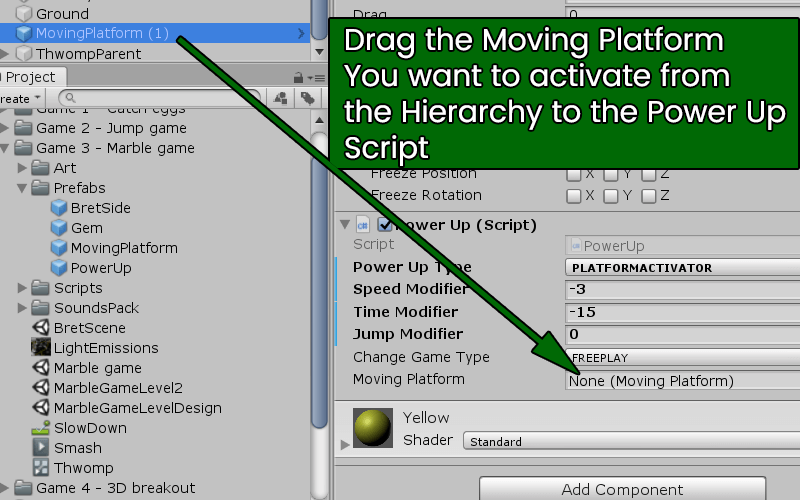 Ground
MovingPlatform (1)
ThwompParent
Project
reate
Game 1 - Catch eggs
Game 2 - Jump game
Game 3 - Marble game
Art
Prefabs
BretSide
Gem
MovingPlatform
PowerUp
Scripts
SoundsPack
BretScene
LightEmissions
Marble game
MarbleGameLevel2
MarbleGameLevelDesign
SlowDown
Smash
Thwomp
Game 4 - 3D breakout
Drag 0
Drag the Moving Platform
You want to activate from
the Hierarchy to the Power Up
Script
Freeze Position X Y Z
Freeze Rotation X Y Z
Power Up (Script)
Script PowerUp
Power Up Type PLATFORMACTIVATOR
Speed Modifier -3
Time Modifier -15
Jump Modifier 0
Change Game Type FREEPLAY
Moving Platform None (Moving Platform)
Yellow
Shader Standard
Add Component